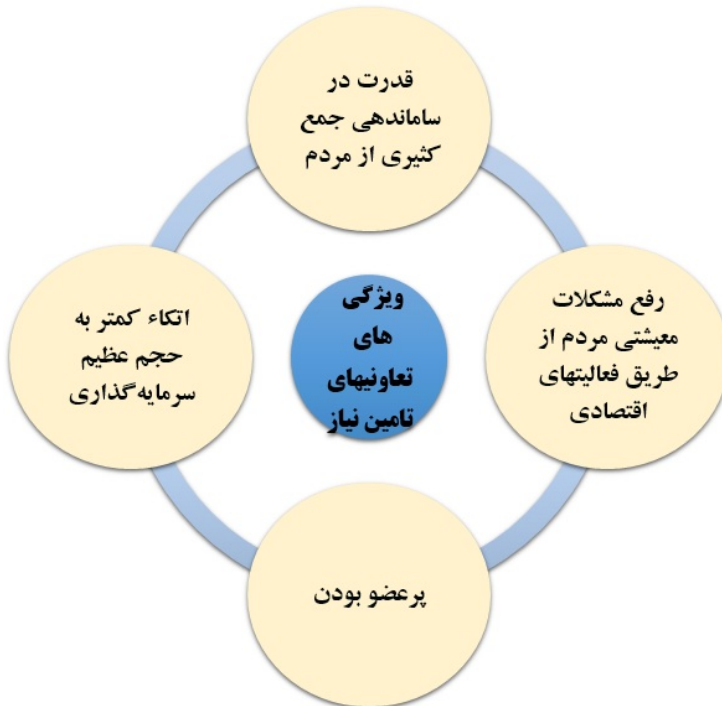 قدرت در
ساماندهی جمع
کثیری از مردم
رفع مشکلات
معیشتی مردم از
طریق فعالیتهای
اقتصادی
پرعضو بودن
اتکاء کمتر به
حجم عظیم
سرمایه‌گذاری
ویژگی
های
تعاونیهای
تامین نیاز